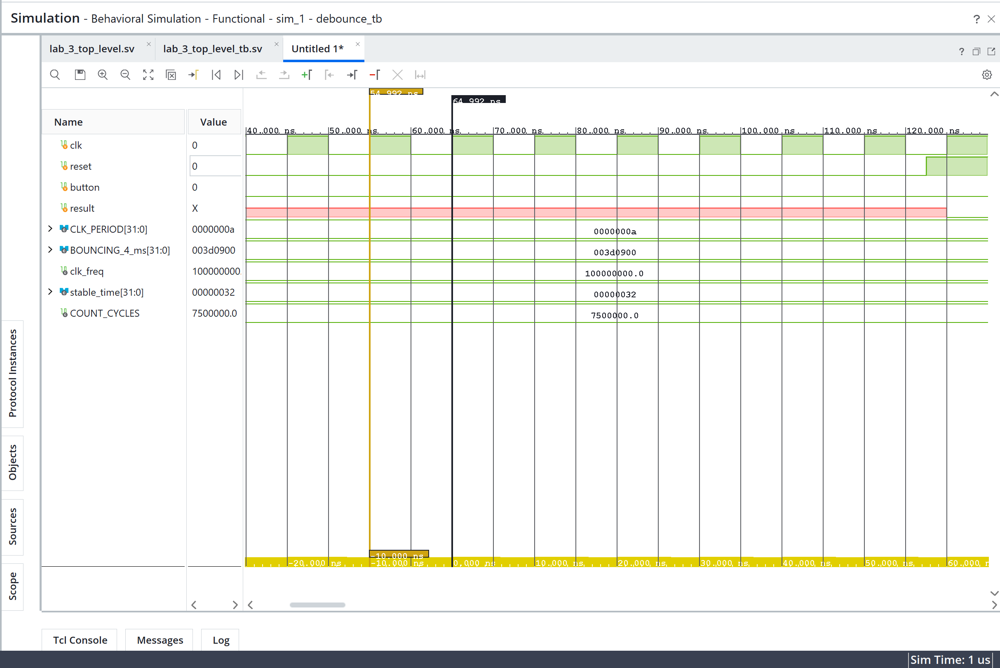 Simulation - Behavioral Simulation - Functional - sim_1 - debounce_tb
lab_3_top_level.sv lab_3_top_level_tb.sv Untitled 1*
54.992 ns
64.992 ns
Name Value
40.000 ns 50.000 ns 60.000 ns 70.000 ns 80.000 ns 90.000 ns 100.000 ns 110.000 ns 120.000 ns
clk 0
reset 0
button 0
result X
CLK_PERIOD[31:0] 0000000a 0000000a
BOUNCING_4_ms[31:0] 003d0900 003d0900
clk_freq 100000000. 100000000.0
stable_time[31:0] 00000032 00000032
COUNT_CYCLES 7500000.0 7500000.0
Protocol Instances
Objects
Sources
Scope
-10.000 ns
-20.000 ns -10.000 ns 0.000 ns 10.000 ns 20.000 ns 30.000 ns 40.000 ns 50.000 ns 60.000 n
Tcl Console Messages Log
Sim Time: 1 us